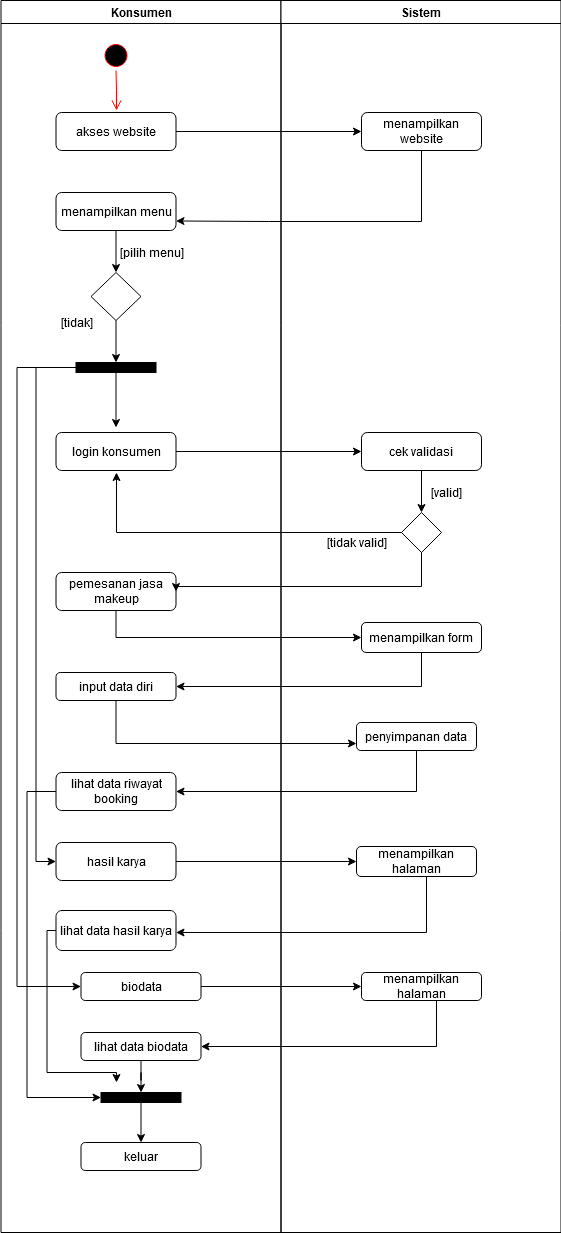 Konsumen
Sistem
akses website
menampilkan
website
menampilkan menu
[pilih menu]
[tidak]
login konsumen
cek validasi
[valid]
[tidak valid]
pemesanan jasa
makeup
menampilkan form
input data diri
penyimpanan data
lihat data riwayat
booking
hasil karya
menampilkan
halaman
lihat data hasil karya
biodata
menampilkan
halaman
lihat data biodata
keluar